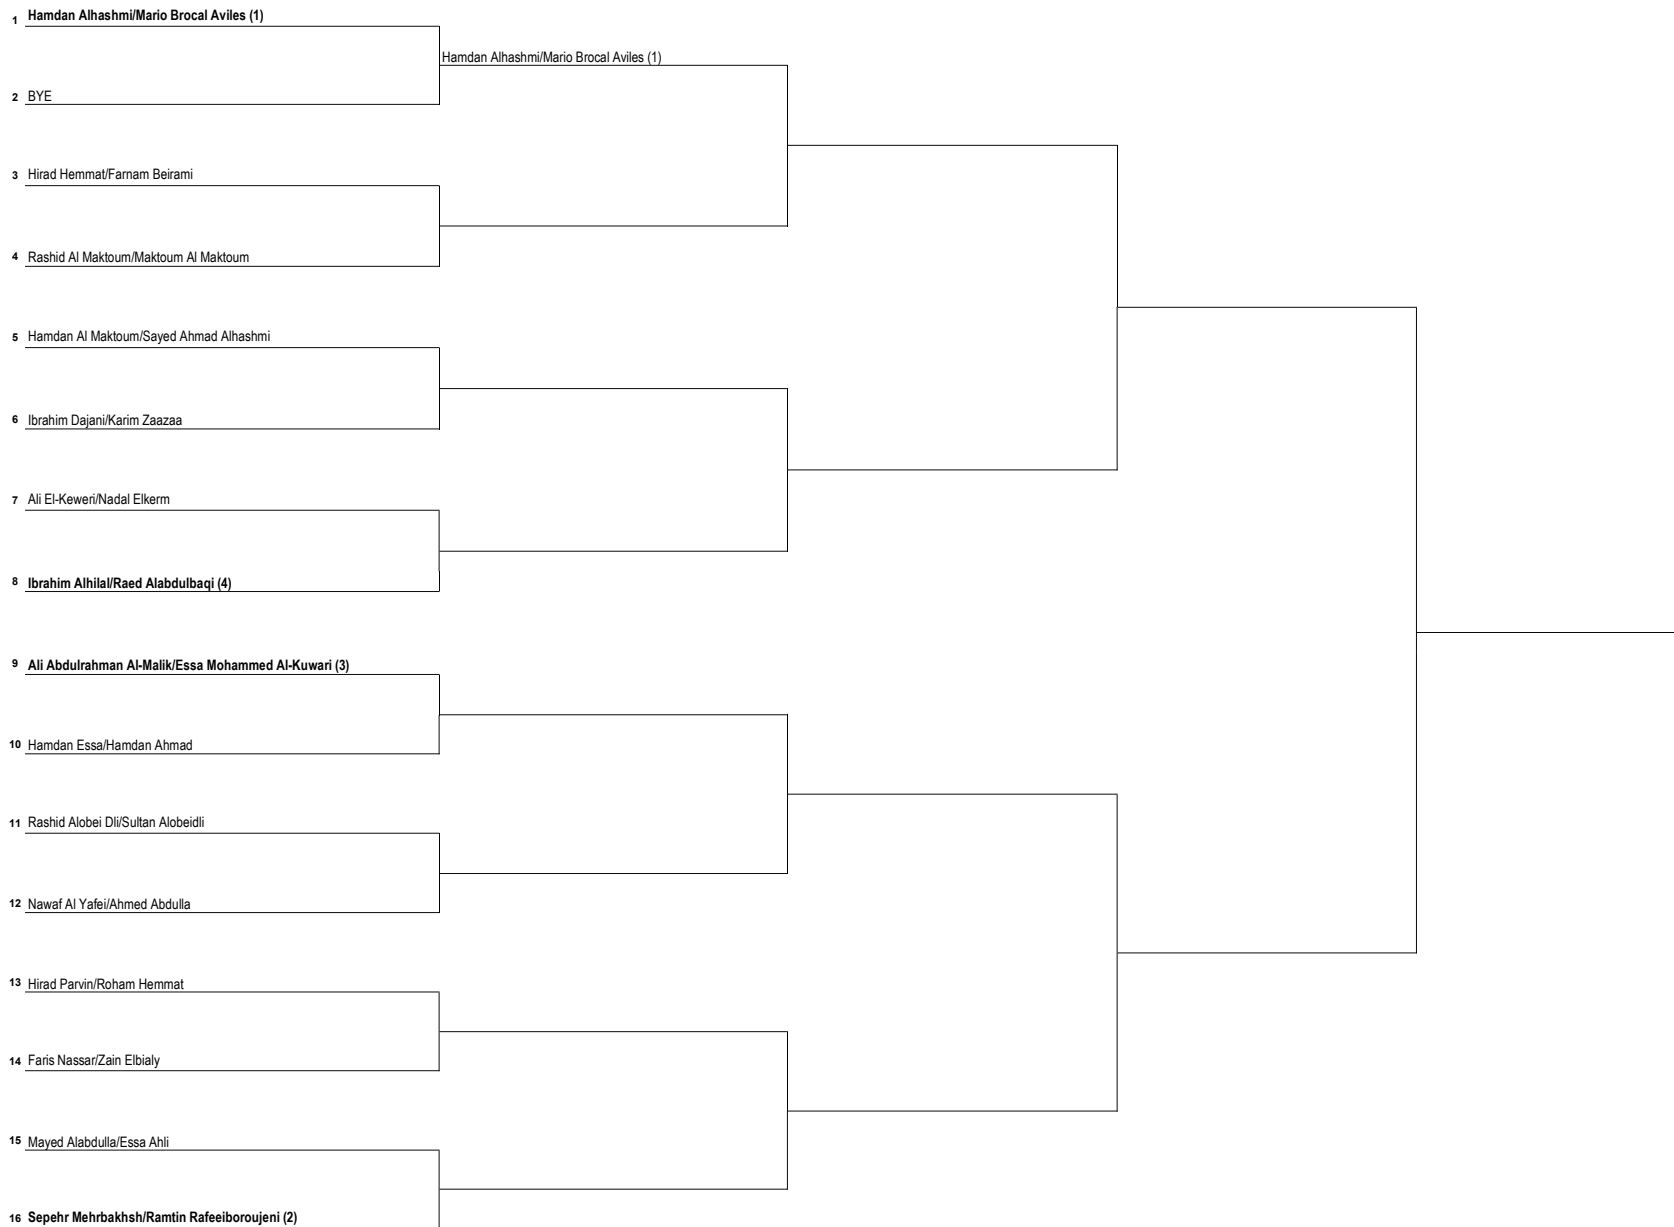 1 Hamdan Alhashmi/Mario Brocal Aviles (1)
Hamdan Alhashmi/Mario Brocal Aviles (1)
2 BYE
3 Hirad Hemmat/Farnam Beirami
4 Rashid Al Maktoum/Maktoum Al Maktoum
5 Hamdan Al Maktoum/Sayed Ahmad Alhashmi
6 Ibrahim Dajani/Karim Zaazaa
7 Ali El-Keweri/Nadal Elkerm
8 Ibrahim Alhilal/Raed Alabdulbaqi (4)
9 Ali Abdulrahman Al-Malik/Essa Mohammed Al-Kuwari (3)
10 Hamdan Essa/Hamdan Ahmad
11 Rashid Alobei Dli/Sultan Alobeidli
12 Nawaf Al Yafei/Ahmed Abdulla
13 Hirad Parvin/Roham Hemmat
14 Faris Nassar/Zain Elbialy
15 Mayed Alabdulla/Essa Ahli
16 Sepehr Mehrbakhsh/Ramtin Rafeeiboroujeni (2)